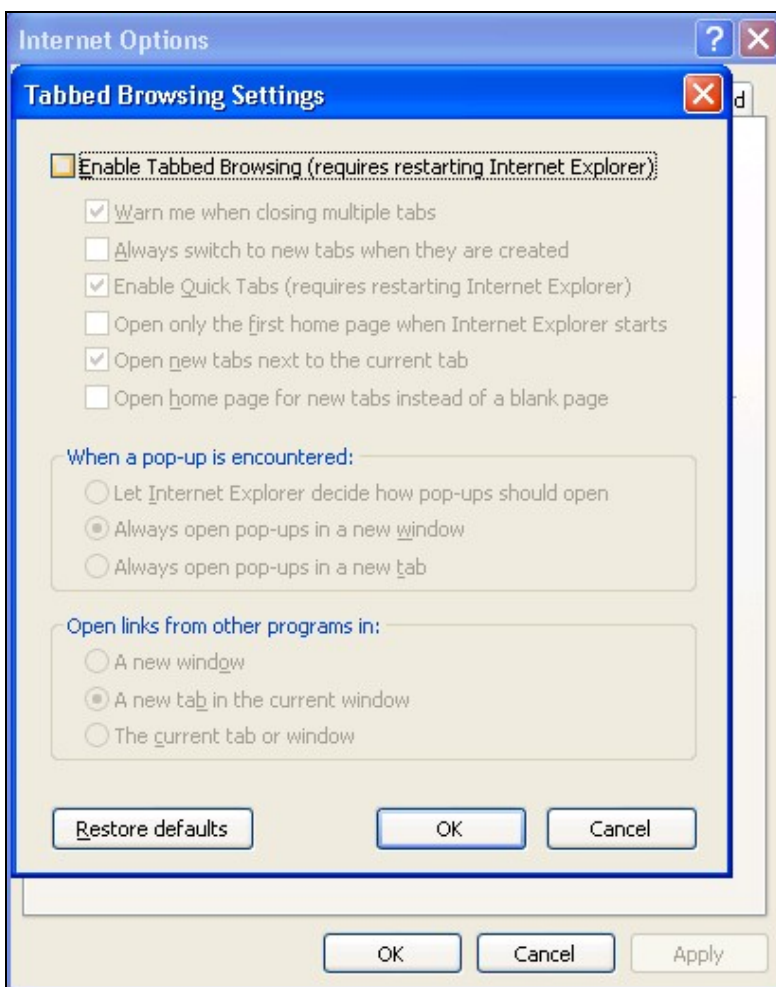 Internet Options
Tabbed Browsing Settings
d
Enable Tabbed Browsing (requires restarting Internet Explorer)
Warn me when closing multiple tabs
Always switch to new tabs when they are created
Enable Quick Tabs (requires restarting Internet Explorer)
Open only the first home page when Internet Explorer starts
Open new tabs next to the current tab
Open home page for new tabs instead of a blank page
When a pop-up is encountered:
Let Internet Explorer decide how pop-ups should open
Always open pop-ups in a new window
Always open pop-ups in a new tab
Open links from other programs in:
A new window
A new tab in the current window
The current tab or window
Restore defaults OK Cancel
OK Cancel Apply